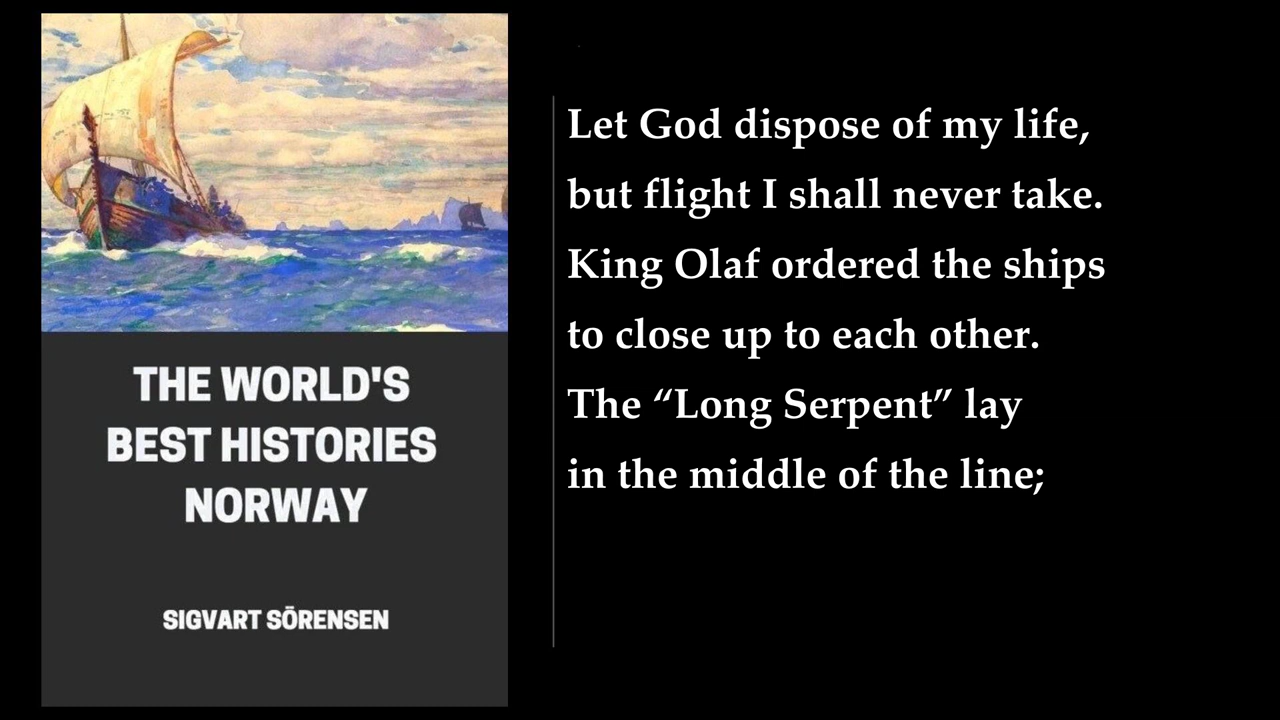 THE WORLD'S
BEST HISTORIES
NORWAY
SIGVART SÖRENSEN
Let God dispose of my life,
but flight I shall never take.
King Olaf ordered the ships
to close up to each other.
The “Long Serpent” lay
in the middle of the line;